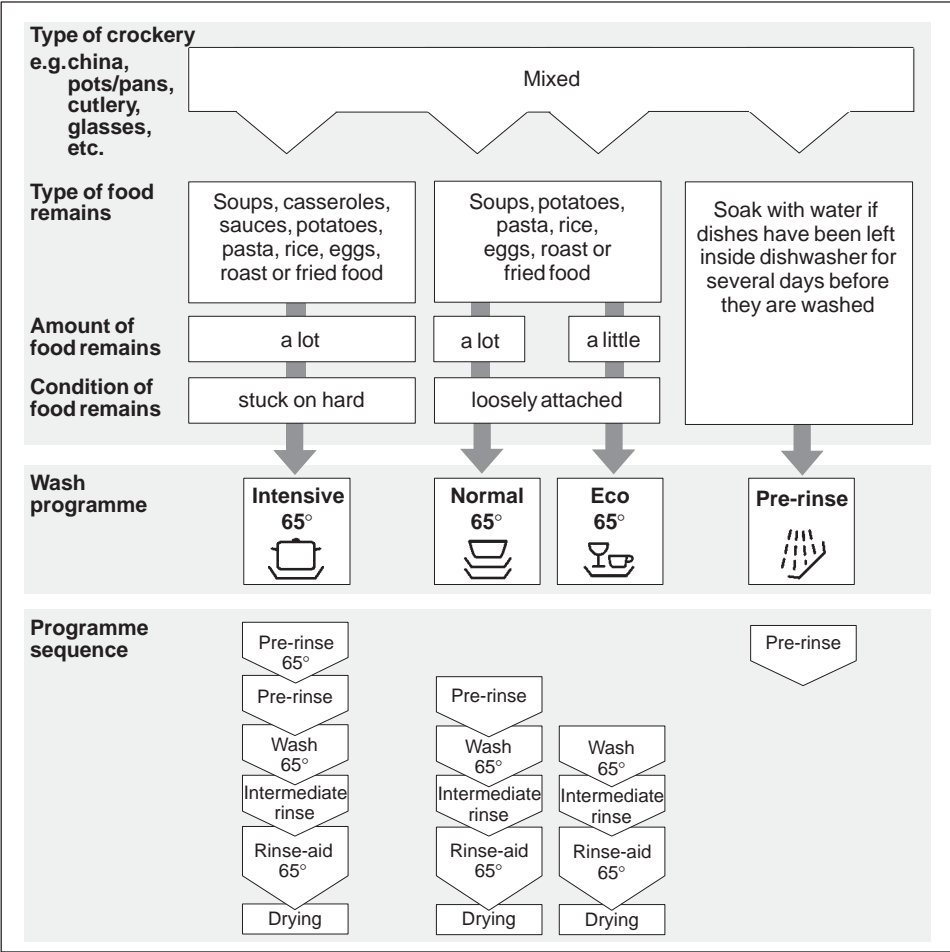 Type of crockery
e.g. china,
pots/pans,
cutlery,
glasses,
etc.
Mixed
Type of food
remains
Soups, casseroles,
sauces, potatoes,
pasta, rice, eggs,
roast or fried food
Soups, potatoes,
pasta, rice,
eggs, roast or
fried food
Soak with water if
dishes have been left
inside dishwasher for
several days before
they are washed
Amount of
food remains
a lot
a lot
a little
Condition of
food remains
stuck on hard
loosely attached
Wash
programme
Intensive
65°
Normal
65°
Eco
65°
Pre-rinse
Programme
sequence
Pre-rinse
65°
Pre-rinse
Wash
65°
Intermediate
rinse
Rinse-aid
65°
Drying
Pre-rinse
Wash
65°
Intermediate
rinse
Rinse-aid
65°
Drying
Wash
65°
Intermediate
rinse
Rinse-aid
65°
Drying
Pre-rinse